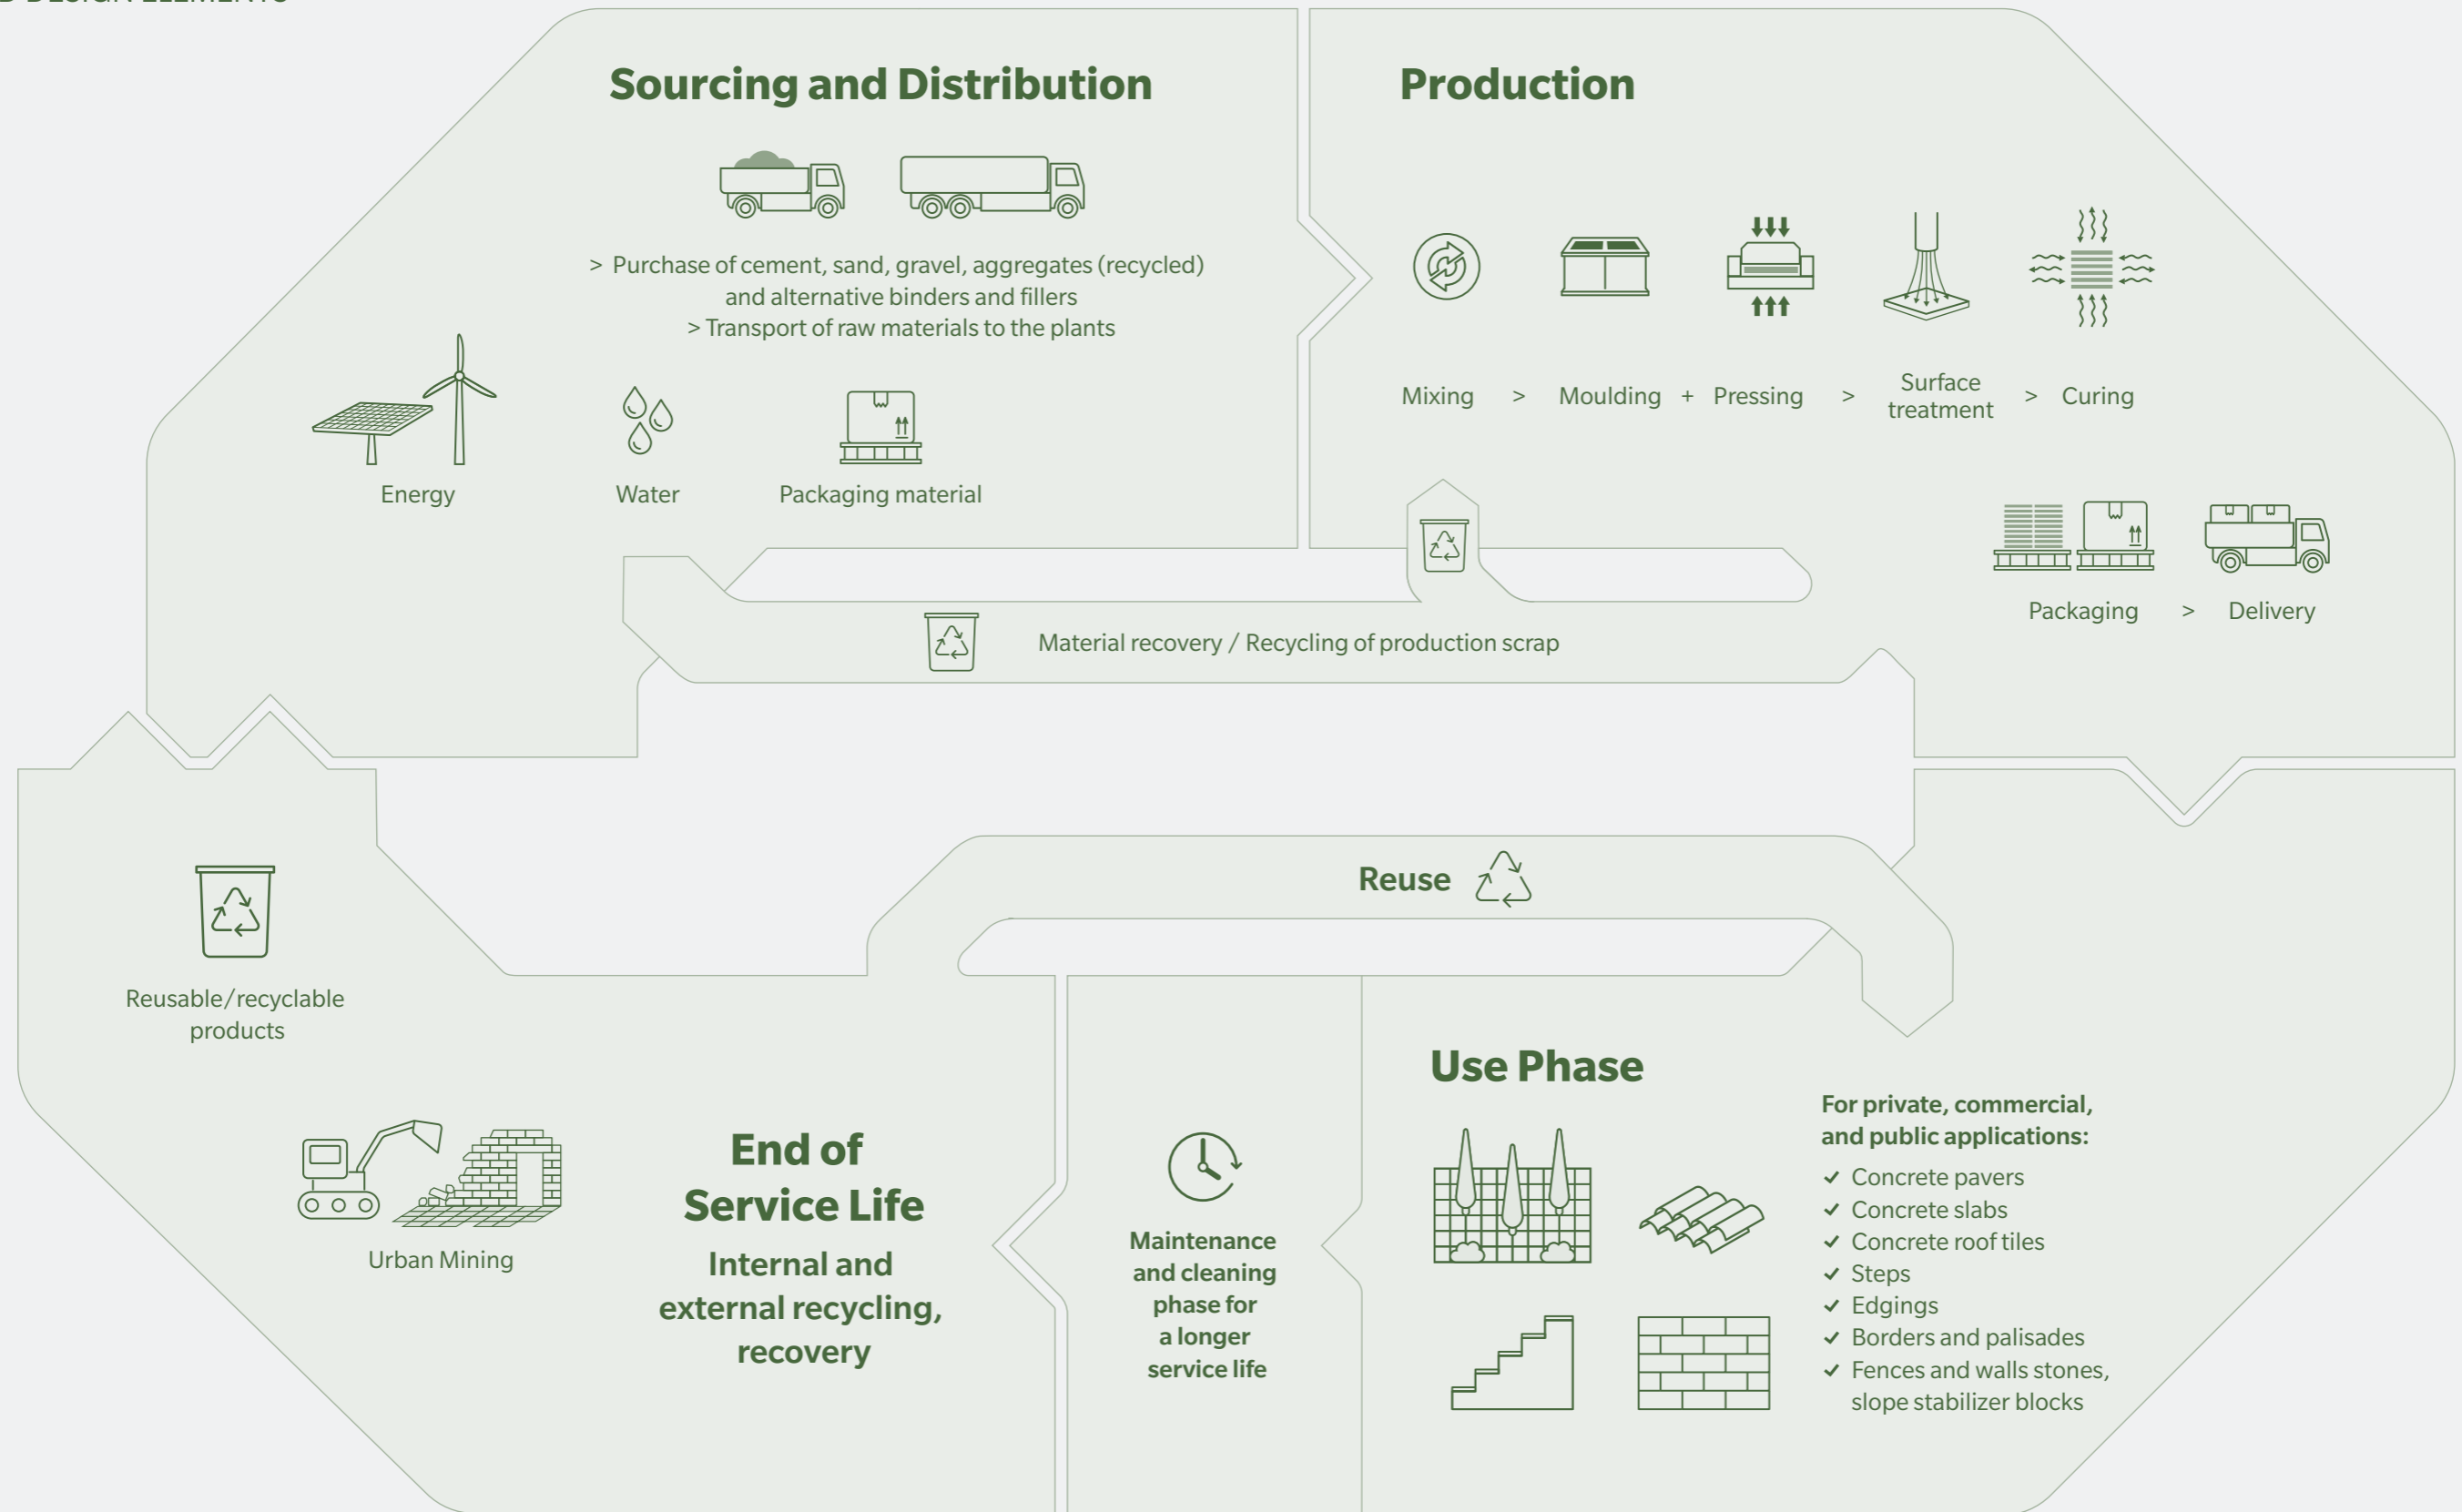 Sourcing and Distribution
> Purchase of cement, sand, gravel, aggregates (recycled)
and alternative binders and fillers
> Transport of raw materials to the plants
Energy
Water
Packaging material
Production
Mixing > Moulding + Pressing > Surface treatment > Curing
Packaging > Delivery
Material recovery / Recycling of production scrap
Reuse
Use Phase
For private, commercial,
and public applications:
✓ Concrete pavers
✓ Concrete slabs
✓ Concrete roof tiles
✓ Steps
✓ Edgings
✓ Borders and palisades
✓ Fences and walls stones,
slope stabilizer blocks
Maintenance
and cleaning
phase for
a longer
service life
End of
Service Life
Internal and
external recycling,
recovery
Urban Mining
Reusable/recyclable
products